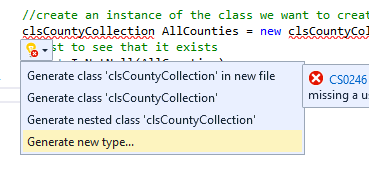 //create an instance of the class we want to creat
clsCountyCollection AllCounties = new clsCountyCol
st to see that it exists
Generate class 'clsCountyCollection' in new file
Generate class 'clsCountyCollection'
Generate nested class 'clsCountyCollection'
Generate new type...
CS0246
missing a u